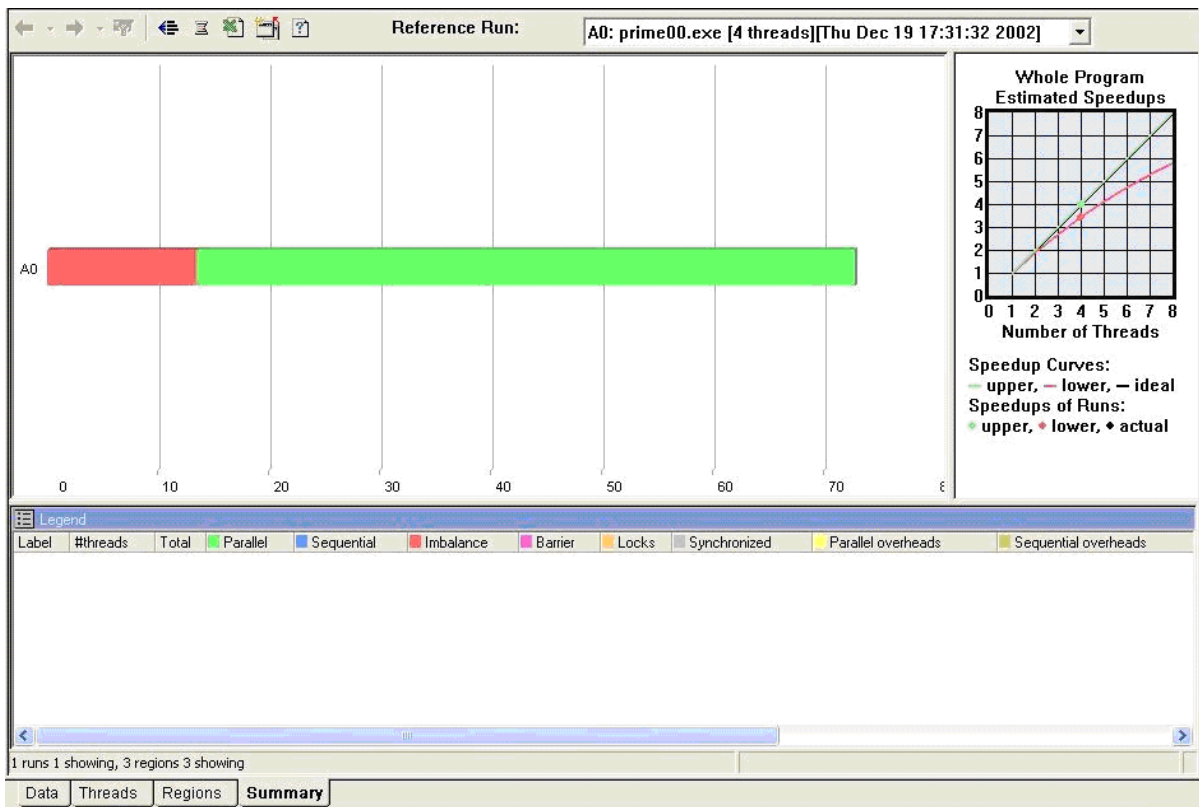 Reference Run:
A0: prime00.exe [4 threads][Thu Dec 19 17:31:32 2002]
A0
0 10 20 30 40 50 60 70 8
Whole Program
Estimated Speedups
8
7
6
5
4
3
2
1
0
0 1 2 3 4 5 6 7 8
Number of Threads
Speedup Curves:
upper, lower, ideal
Speedups of Runs:
upper, lower, actual
Legend
Label #threads Total Parallel Sequential Imbalance Barrier Locks Synchronized Parallel overheads Sequential overheads
1 runs 1 showing, 3 regions 3 showing
Data Threads Regions Summary